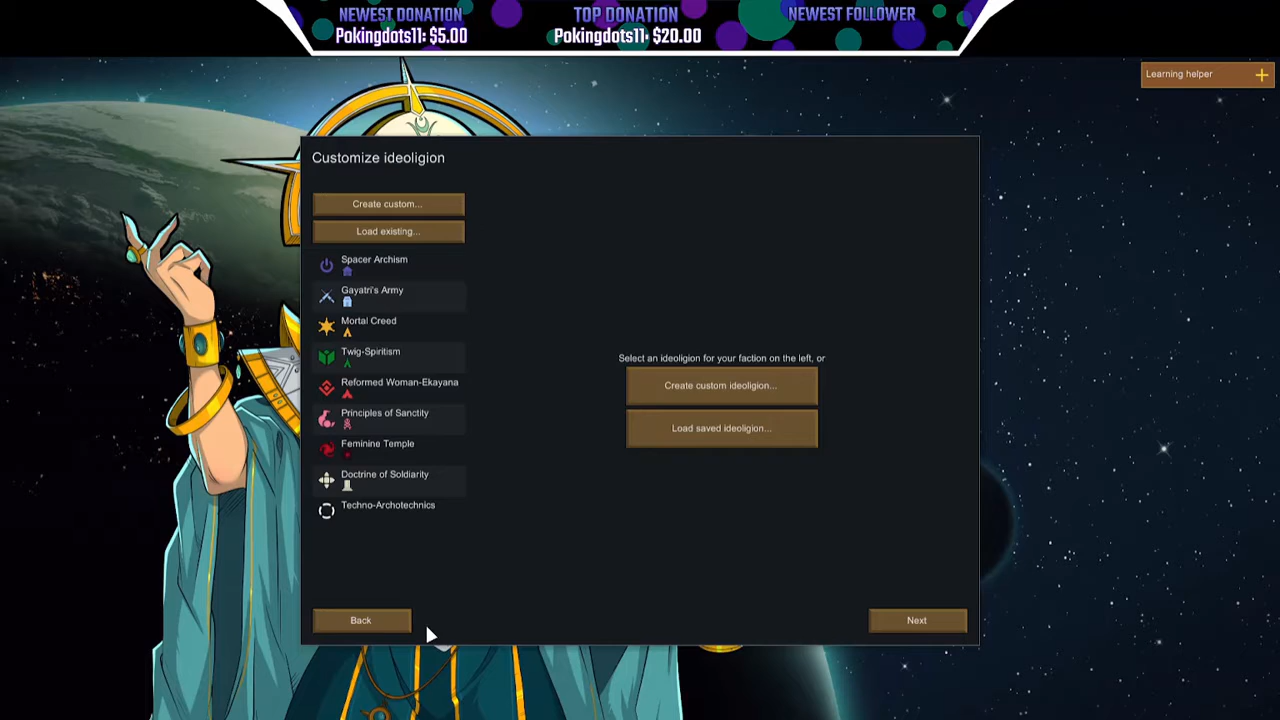 NEWEST DONATION
Pokingdots11: $5.00
TOP DONATION
Pokingdots11: $20.00
NEWEST FOLLOWER
Learning helper
Customize ideoligion
Create custom...
Load existing...
Spacer Archism
Gayatri's Army
Mortal Creed
Twig-Spiritism
Reformed Woman-Ekayana
Principles of Sanctity
Feminine Temple
Doctrine of Soldiarity
Techno-Archotechnics
Select an ideoligion for your faction on the left, or
Create custom ideoligion...
Load saved ideoligion...
Back
Next